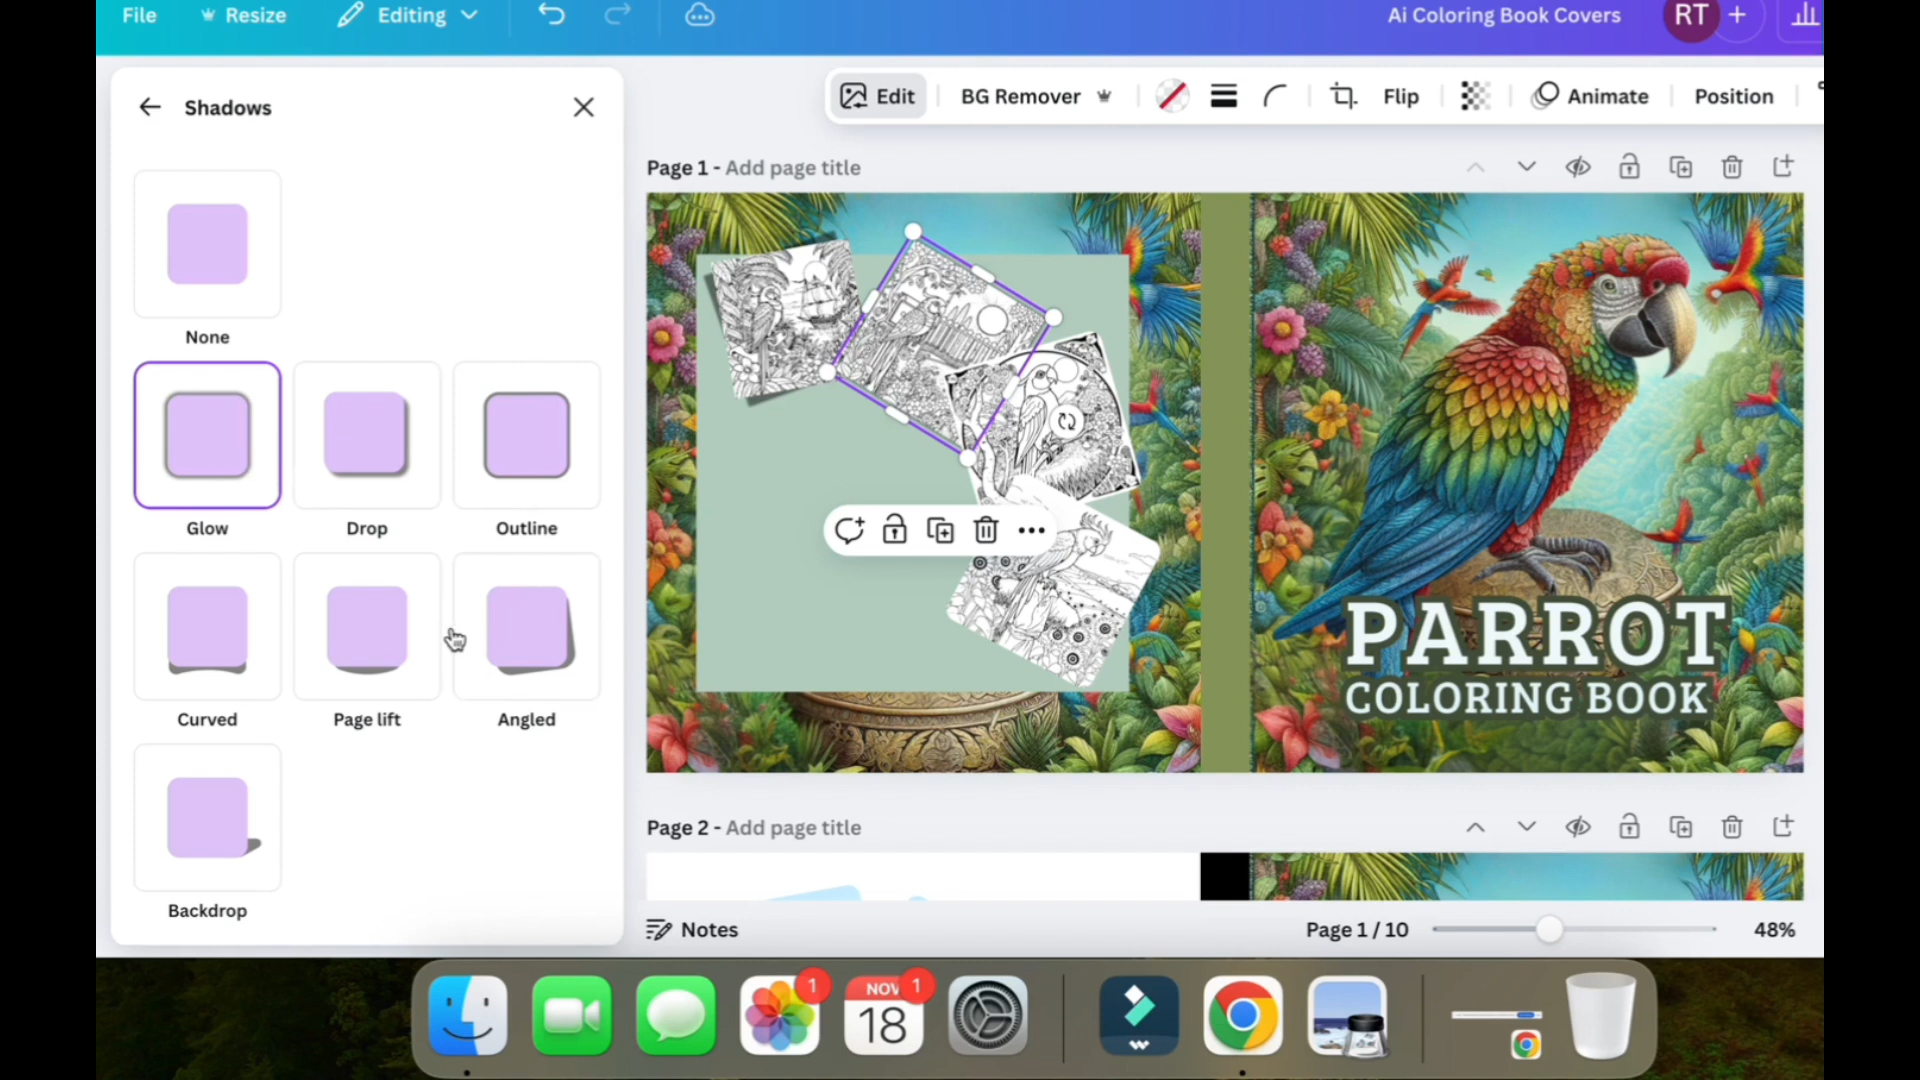 File
Resize
Editing
Ai Coloring Book Covers
RT
Shadows
Edit
BG Remover
Flip
Animate
Position
Page 1 - Add page title
None
Glow
Drop
Outline
Curved
Page lift
Angled
Backdrop
PARROT
COLORING BOOK
Page 2 - Add page title
Notes
Page 1 / 10
48%
1
NOV
1
18